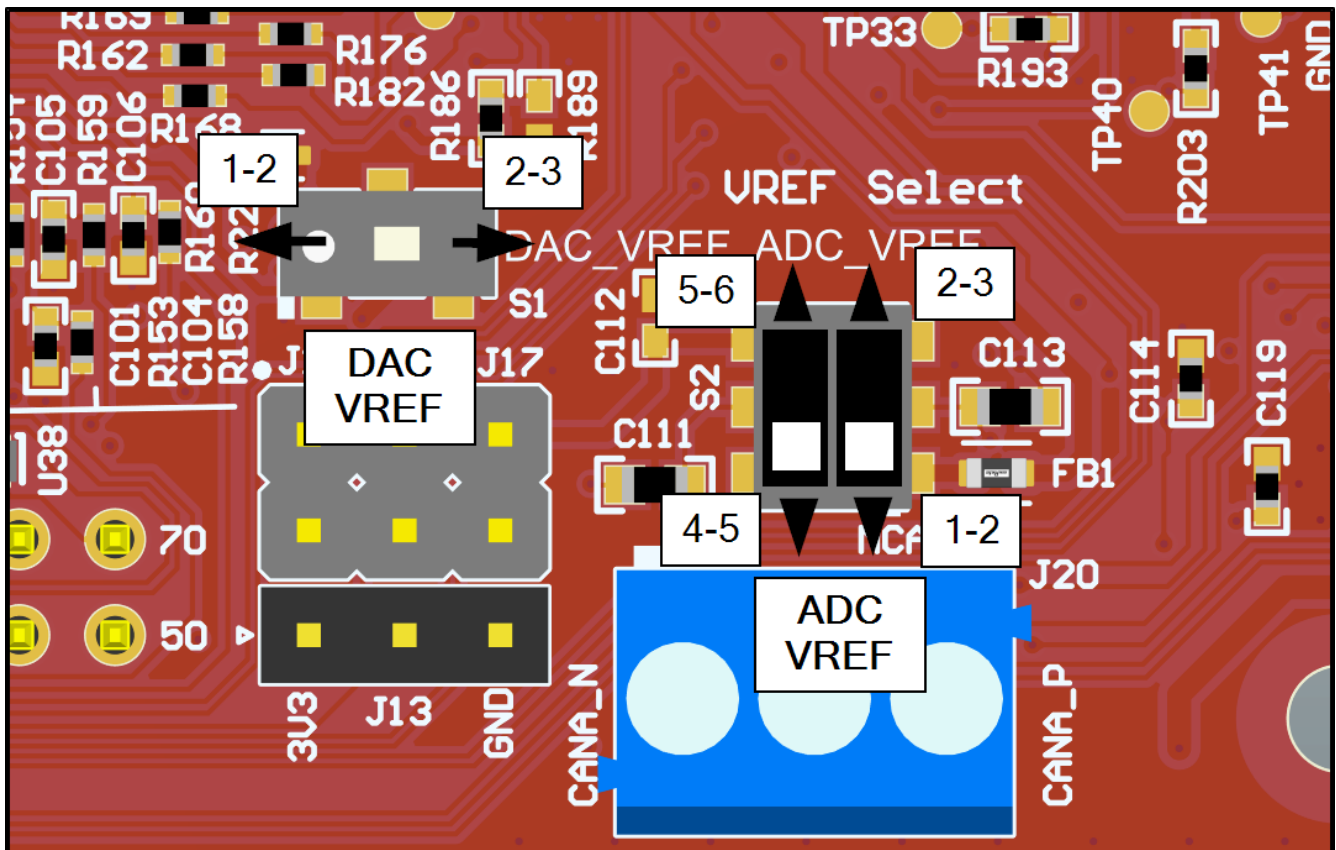 R169
R162
R176
R182
R168
R186
R189
TP33
R193
TP40
TP41
GND
R203
C105
R159
C106
1-2
2-3
VREF Select
DAC_VREF
ADC_VREF
S1
C112
5-6
2-3
S2
C101
R153
C104
R158
DAC
VREF
J17
C113
C114
C119
C111
FB1
U38
4-5
1-2
70
50
J20
ADC
VREF
3V3
J13
GND
CANA_N
CANA_P